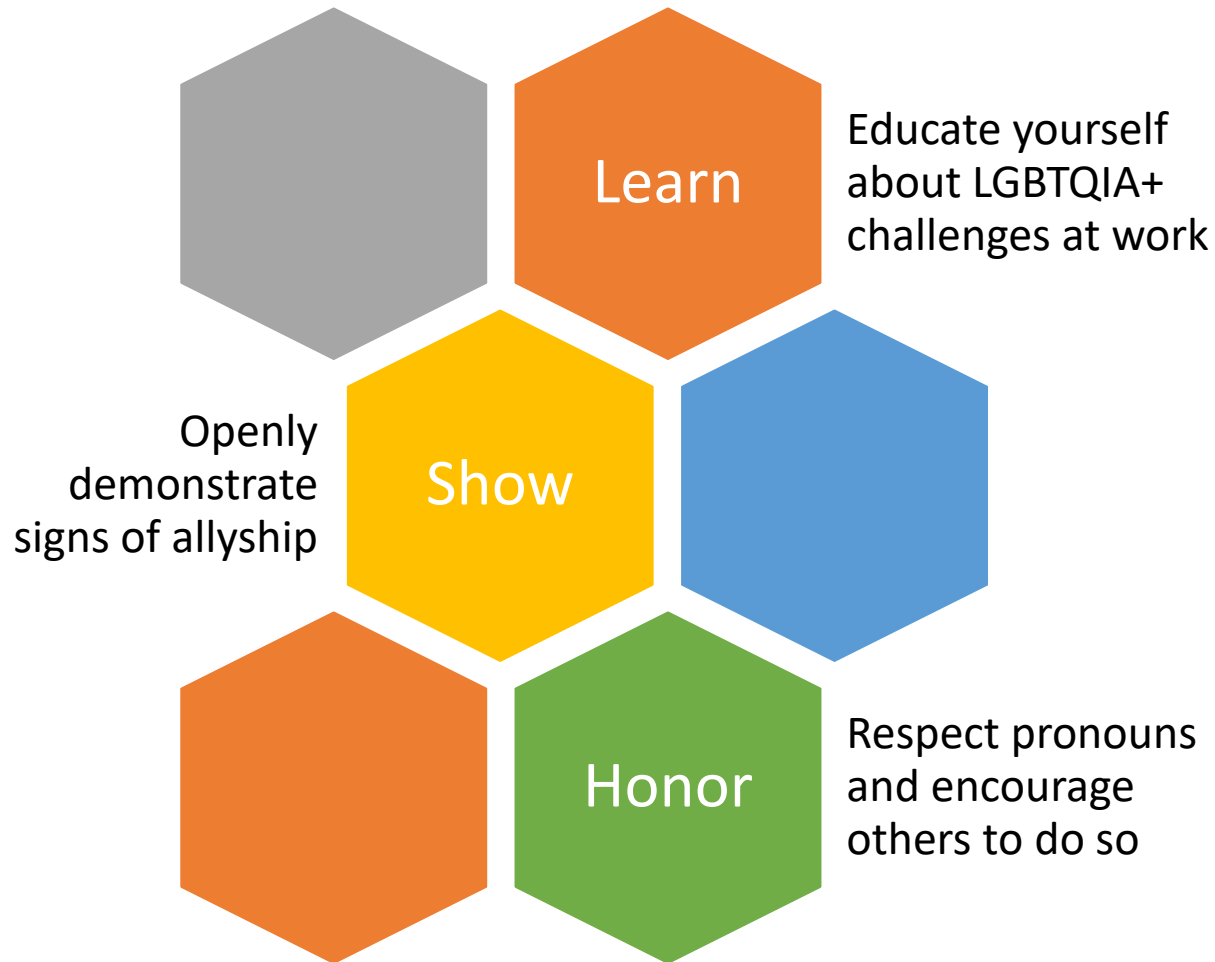 Learn
Educate yourself
about LGBTQIA+
challenges at work
Openly
demonstrate
signs of allyship
Show
Honor
Respect pronouns
and encourage
others to do so